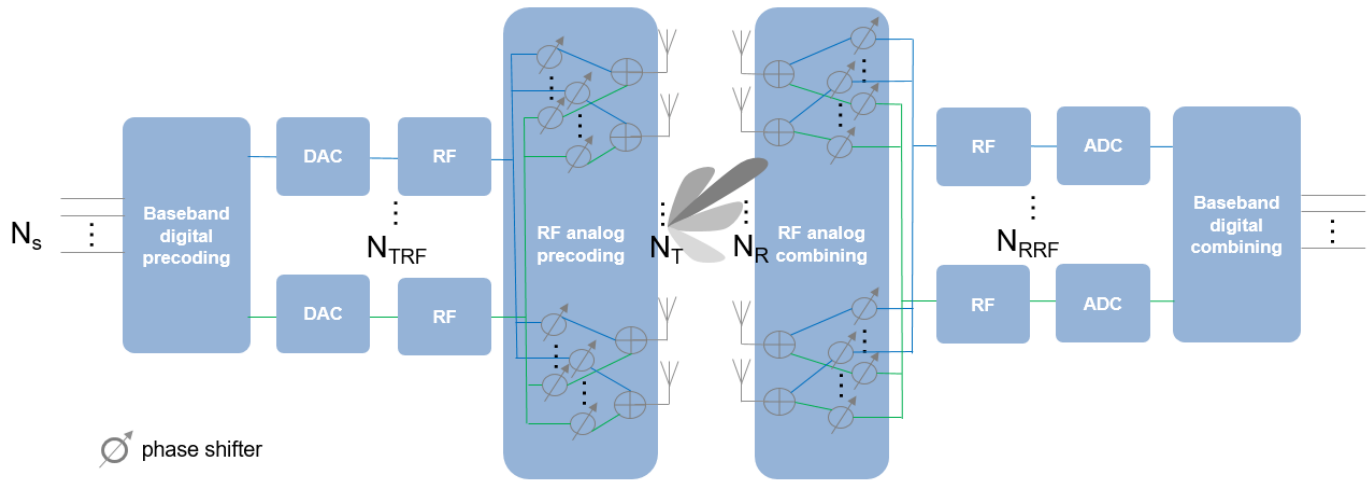 DAC
RF
RF
ADC
N_s
Baseband
digital
precoding
N_TRF
RF analog
precoding
N_T
N_R
RF analog
combining
N_RRF
Baseband
digital
combining
DAC
RF
RF
ADC
phase shifter